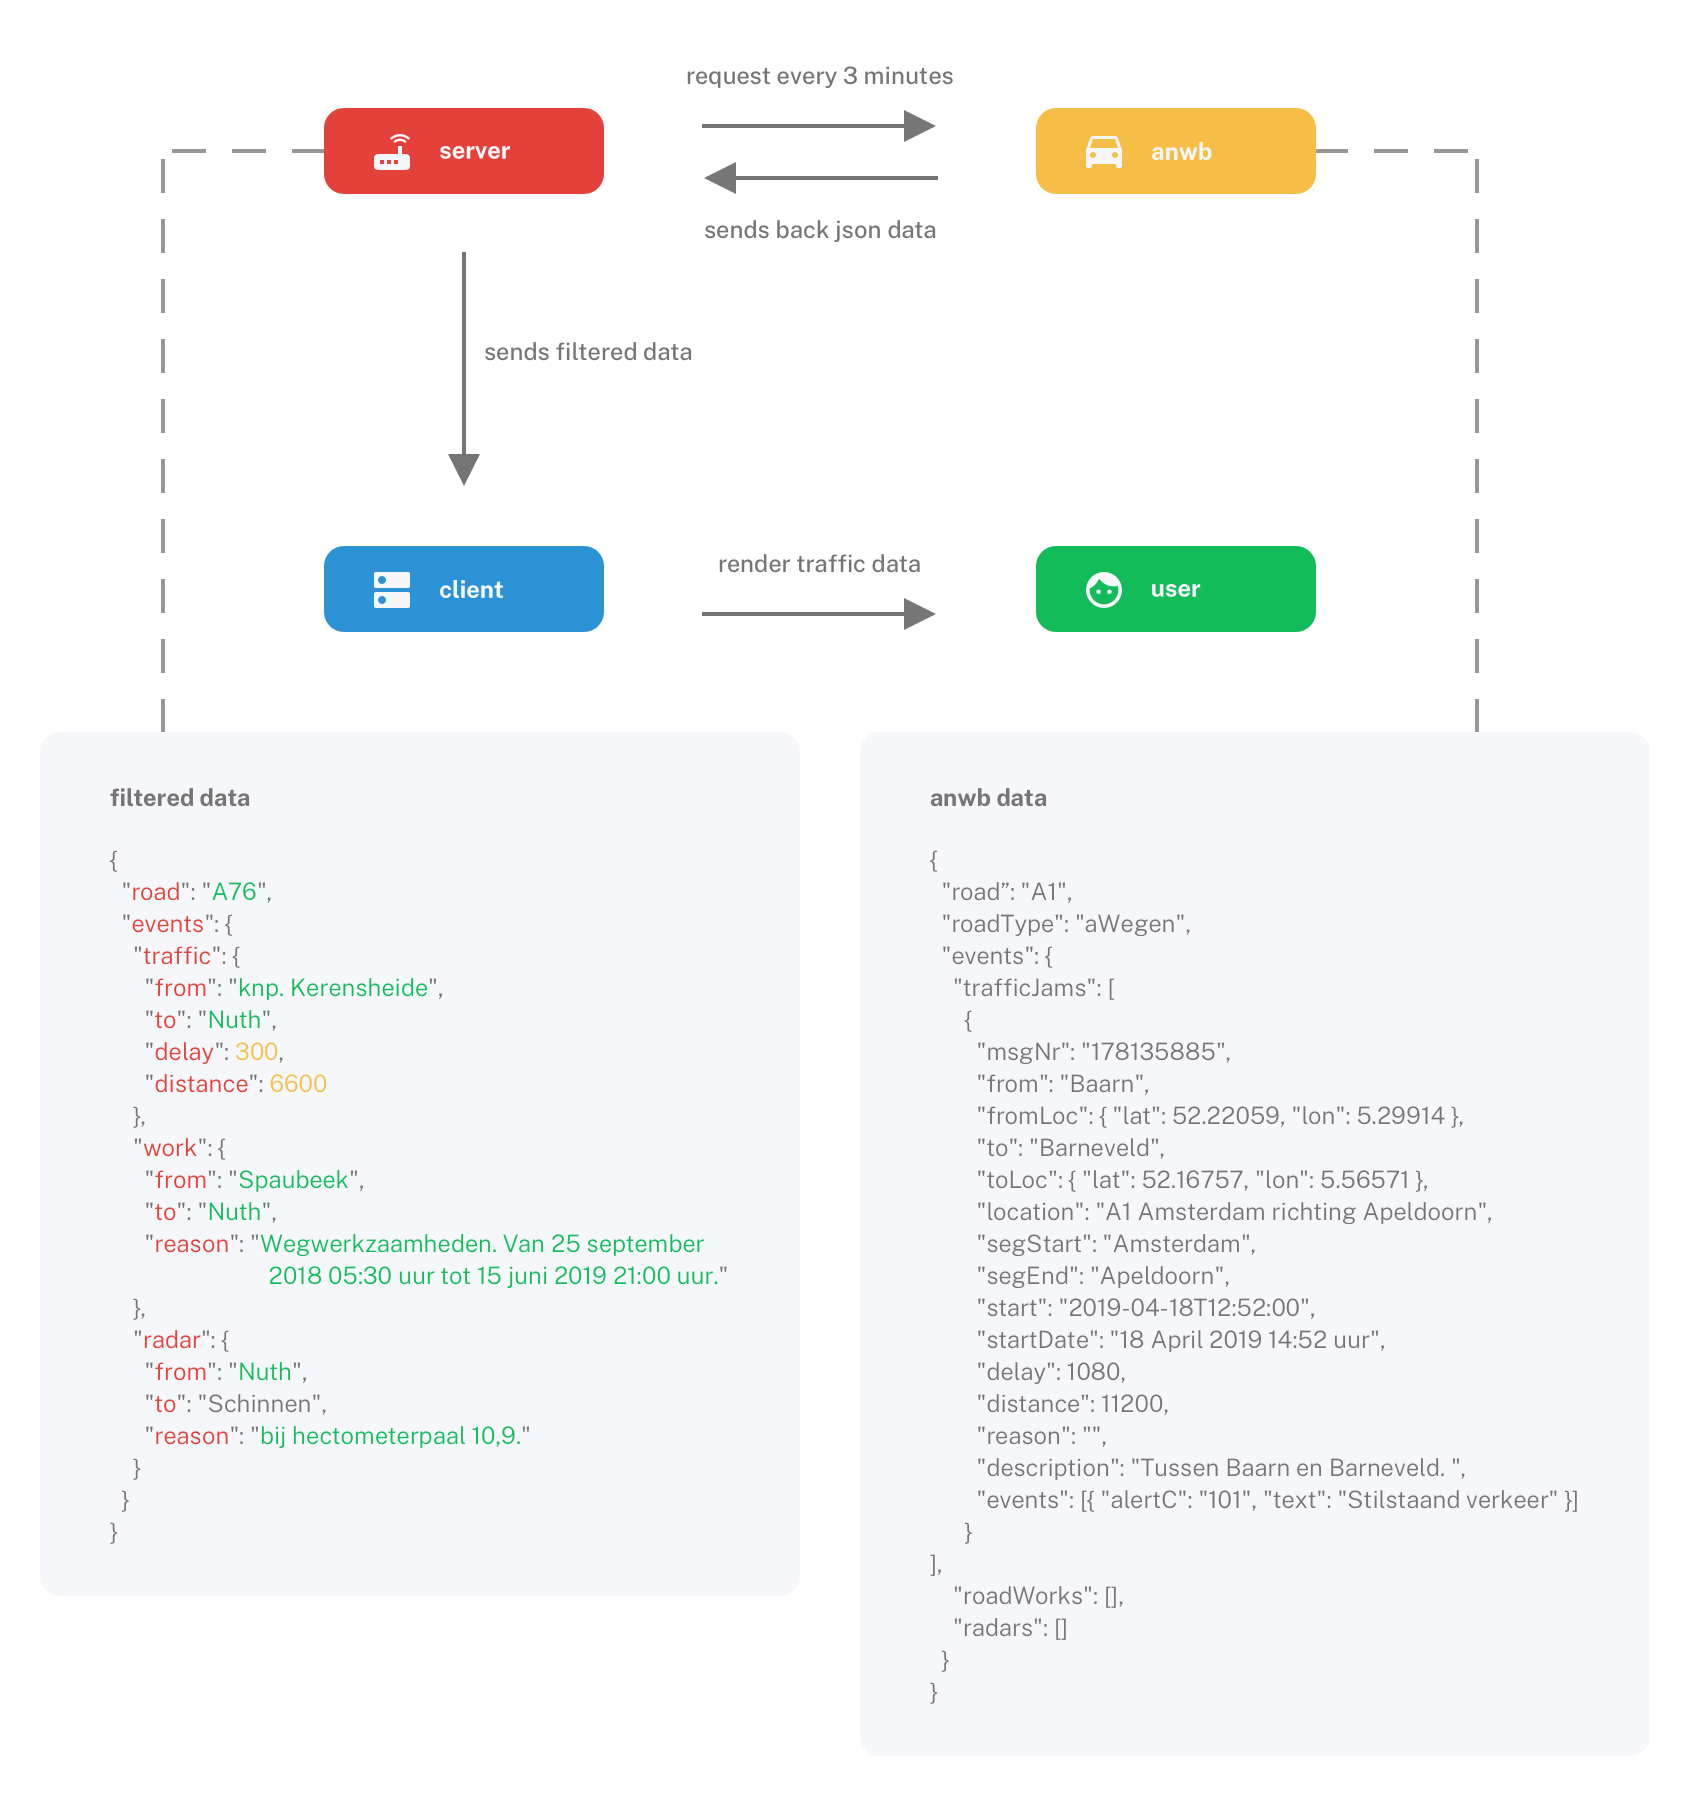 request every 3 minutes
server
anwb
sends back json data
sends filtered data
render traffic data
client
user
filtered data
{
"road": "A76",
"events": {
"traffic": {
"from": "knp. Kerensheide",
"to": "Nuth",
"delay": 300,
"distance": 6600
},
"work": {
"from": "Spaubeek",
"to": "Nuth",
"reason": "Wegwerkzaamheden. Van 25 september
2018 05:30 uur tot 15 juni 2019 21:00 uur."
},
"radar": {
"from": "Nuth",
"to": "Schinnen",
"reason": "bij hectometerpaal 10,9."
}
}
}
anwb data
{
"road”: "A1",
"roadType": "aWegen",
"events": {
"trafficJams": [
{
"msgNr": "178135885",
"from": "Baarn",
"fromLoc": { "lat": 52.22059, "lon": 5.29914 },
"to": "Barneveld",
"toLoc": { "lat": 52.16757, "lon": 5.56571 },
"location": "A1 Amsterdam richting Apeldoorn",
"segStart": "Amsterdam",
"segEnd": "Apeldoorn",
"start": "2019-04-18T12:52:00",
"startDate": "18 April 2019 14:52 uur",
"delay": 1080,
"distance": 11200,
"reason": "",
"description": "Tussen Baarn en Barneveld. ",
"events": [{ "alertC": "101", "text": "Stilstaand verkeer" }]
}
],
"roadWorks": [],
"radars": []
}
}